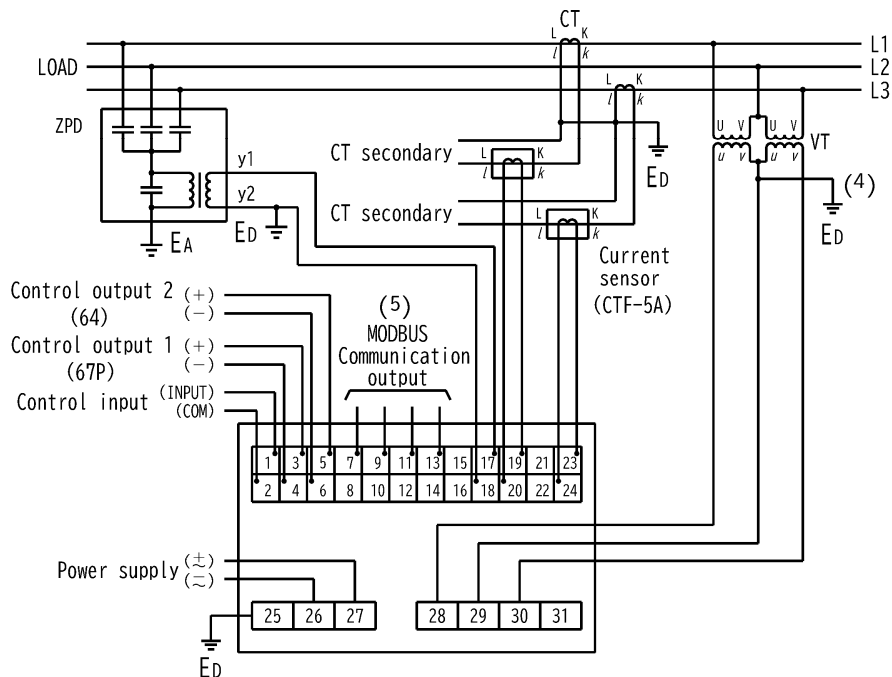 CT
L K
l k
L1
LOAD
L2
L K
L3
l k
ZPD
U V U V
VT
u v u v
CT secondary
L K
l k
ED
y1
y2
(4)
ED
CT secondary
L K
l k
EA
ED
Current
sensor
(CTF-5A)
Control output 2 (+)
(64) (−)
(5)
MODBUS
Communication
output
Control output 1 (+)
(67P) (−)
Control input (INPUT)
(COM)
1 3 5 7 9 11 13 15 17 19 21 23
2 4 6 8 10 12 14 16 18 20 22 24
Power supply (+∼)
(−∼)
25 26 27
28 29 30 31
ED